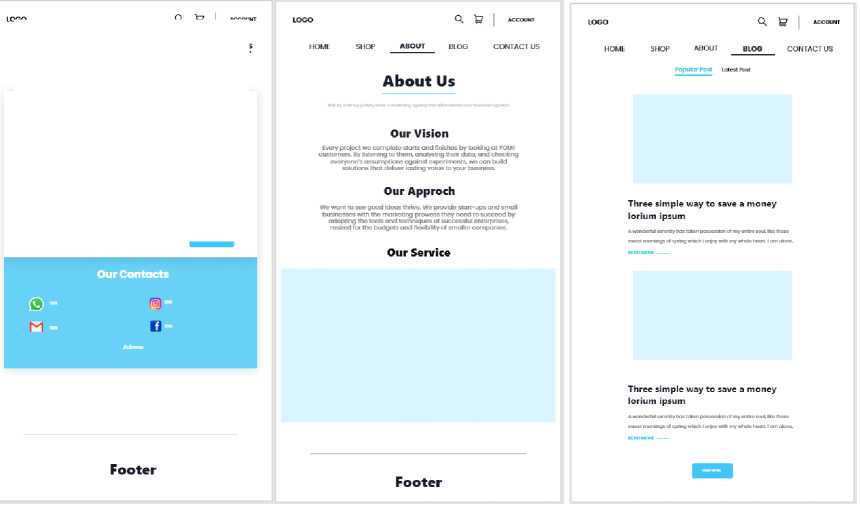 LOGO
ACCOUNT
Our Contacts
Address
Footer
LOGO
ACCOUNT
HOME SHOP ABOUT BLOG CONTACT US
About Us
Our Vision
Every project we complete starts and finishes by looking at YOUR
customers. By listening to them, analysing their data, and checking
everyone's assumptions against experiments, we can build
solutions that deliver lasting value to your business.
Our Approch
We want to see good ideas thrive. We provide start-ups and small
businesses with the marketing prowess they need to succeed by
adapting the tools and techniques of successful enterprises,
resized for the budgets and flexibility of smaller companies.
Our Service
Footer
LOGO
ACCOUNT
HOME SHOP ABOUT BLOG CONTACT US
Popular Post Latest Post
Three simple way to save a money
lorium ipsum
A wonderful serenity has taken possession of my entire soul, like these
sweet mornings of spring which I enjoy with my whole heart. I am alone,
READ MORE
Three simple way to save a money
lorium ipsum
A wonderful serenity has taken possession of my entire soul, like these
sweet mornings of spring which I enjoy with my whole heart. I am alone,
READ MORE